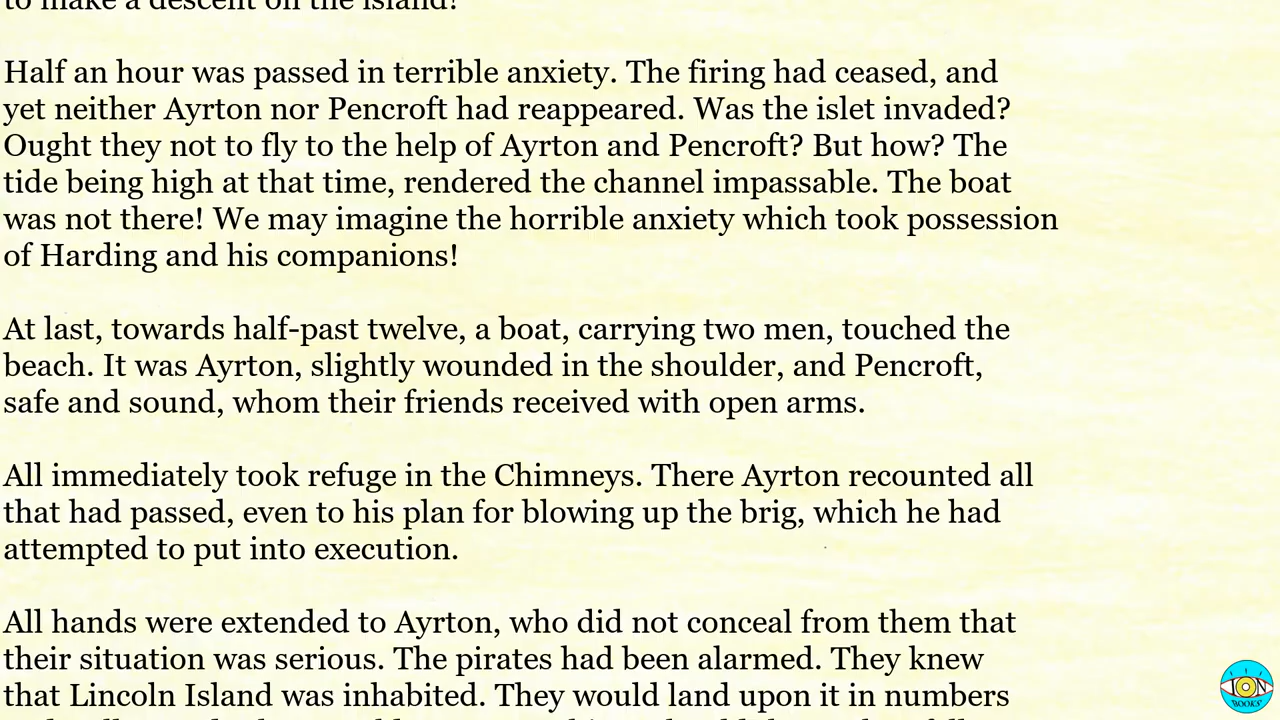 to make a descent on the island!
Half an hour was passed in terrible anxiety. The firing had ceased, and
yet neither Ayrton nor Pencroft had reappeared. Was the islet invaded?
Ought they not to fly to the help of Ayrton and Pencroft? But how? The
tide being high at that time, rendered the channel impassable. The boat
was not there! We may imagine the horrible anxiety which took possession
of Harding and his companions!
At last, towards half-past twelve, a boat, carrying two men, touched the
beach. It was Ayrton, slightly wounded in the shoulder, and Pencroft,
safe and sound, whom their friends received with open arms.
All immediately took refuge in the Chimneys. There Ayrton recounted all
that had passed, even to his plan for blowing up the brig, which he had
attempted to put into execution.
All hands were extended to Ayrton, who did not conceal from them that
their situation was serious. The pirates had been alarmed. They knew
that Lincoln Island was inhabited. They would land upon it in numbers
ION
BOOKS